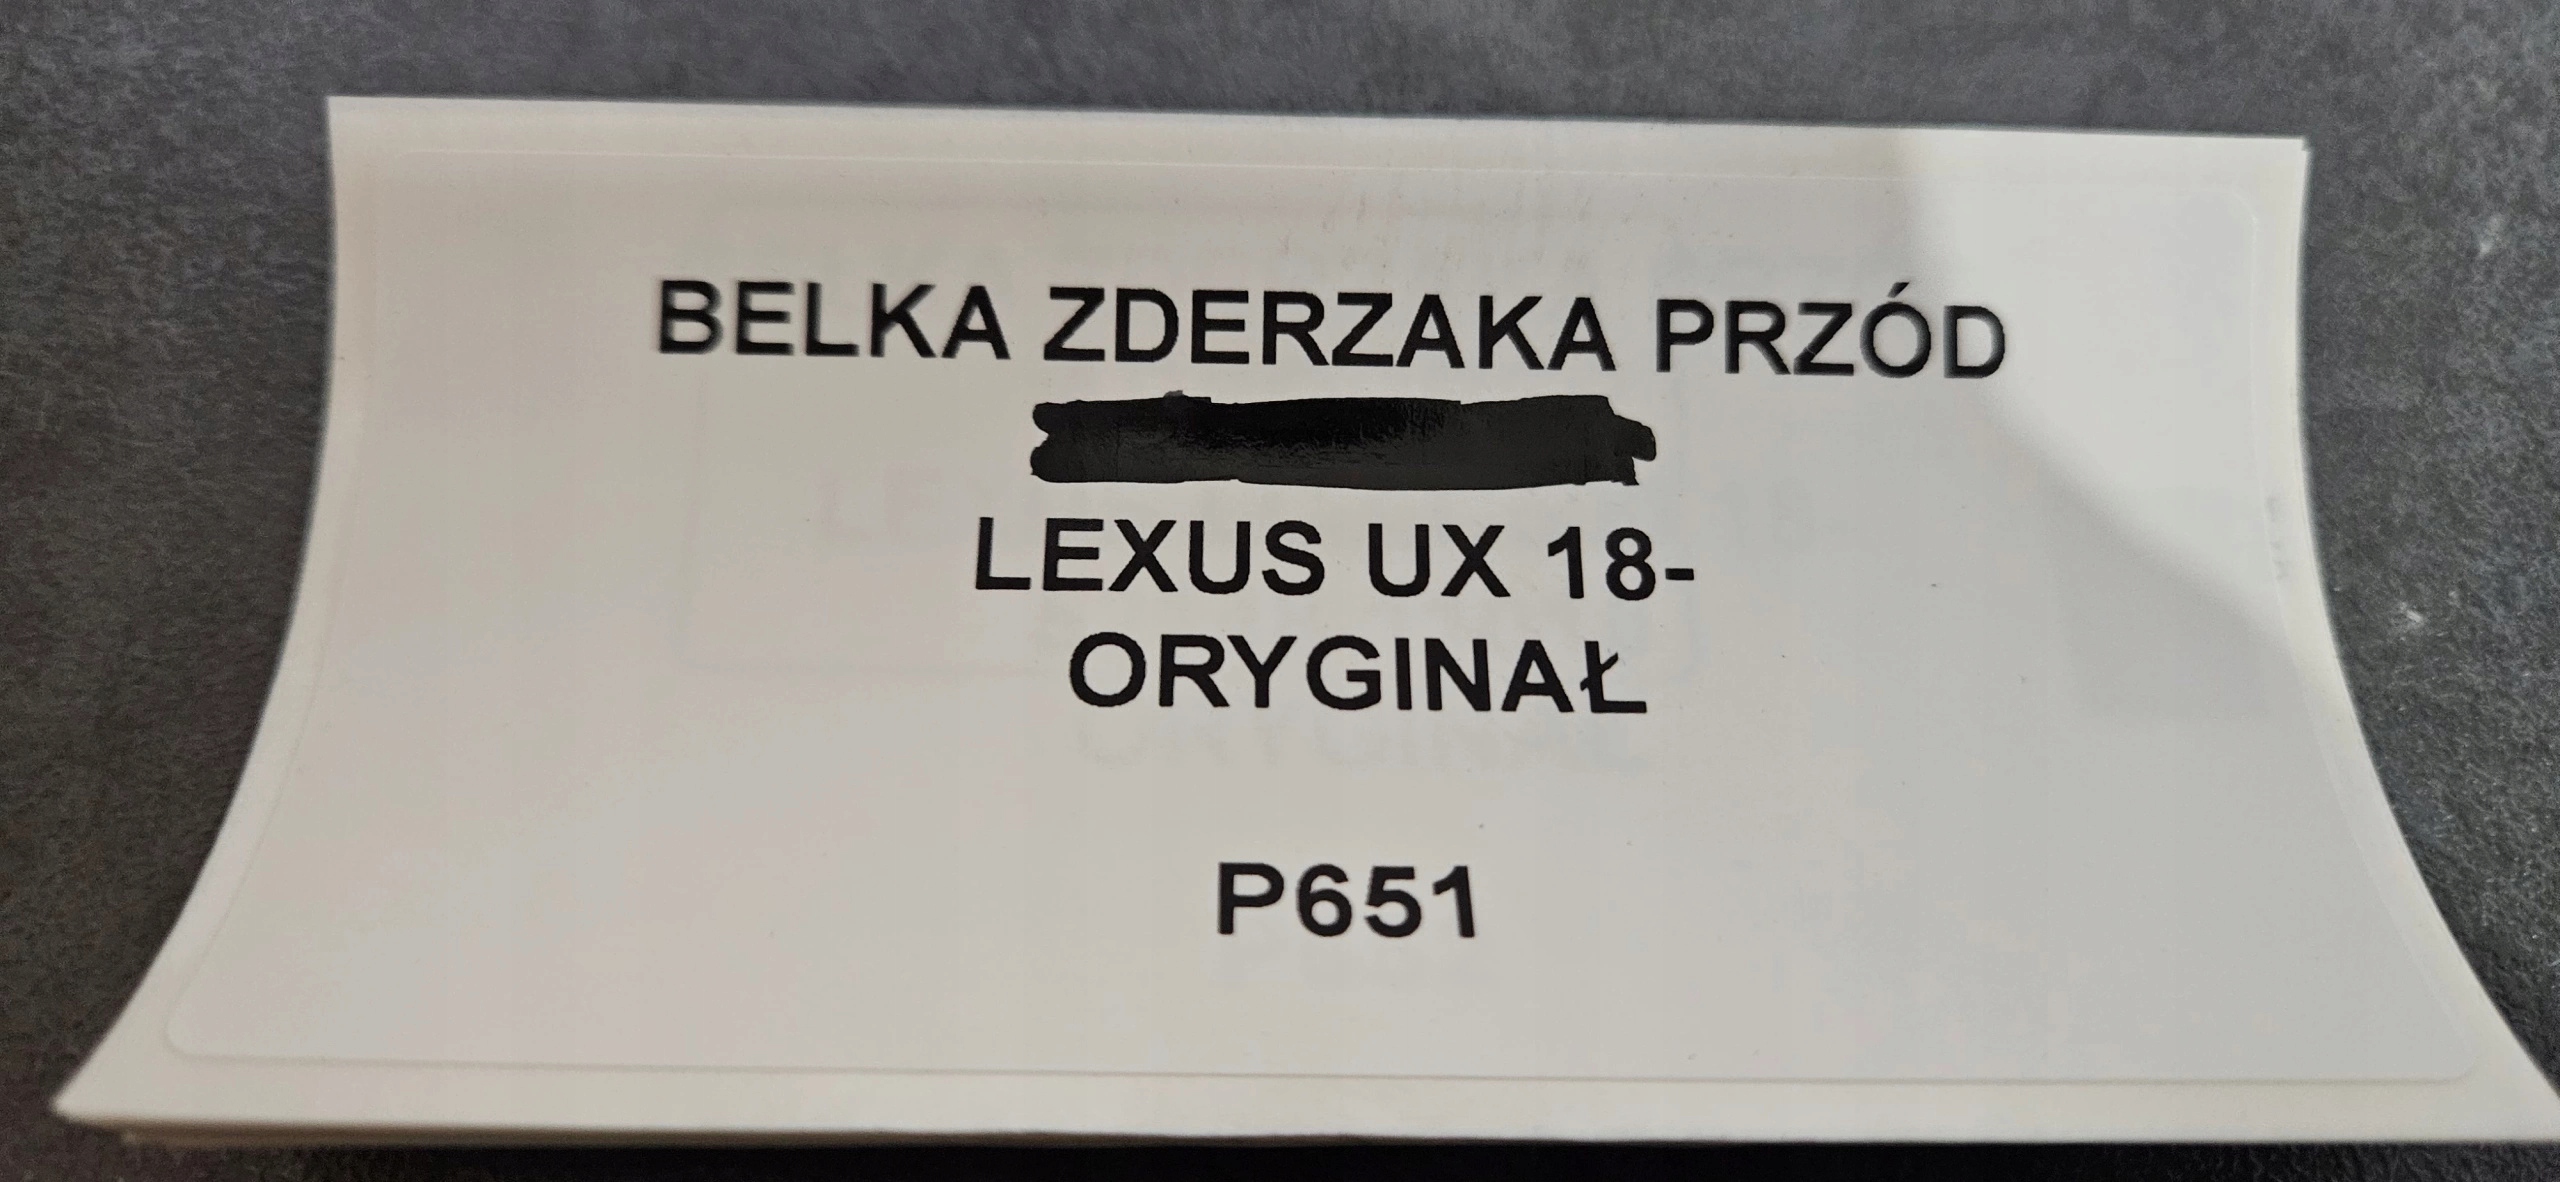 BELKA ZDERZAKA PRZÓD
LEXUS UX 18-
ORYGINAŁ
P651